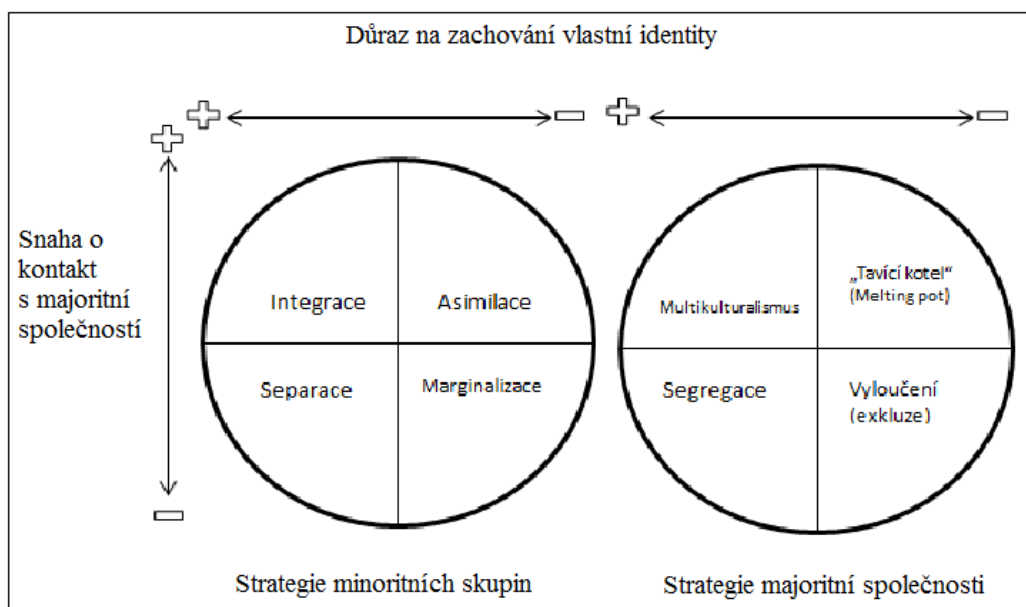 Důraz na zachování vlastní identity
Snaha o
kontakt
s majoritní
společností
Integrace
Asimilace
Separace
Marginalizace
Multikulturalismus
„Tavící kotel“
(Melting pot)
Segregace
Vyloučení
(exkluze)
Strategie minoritních skupin
Strategie majoritní společnosti